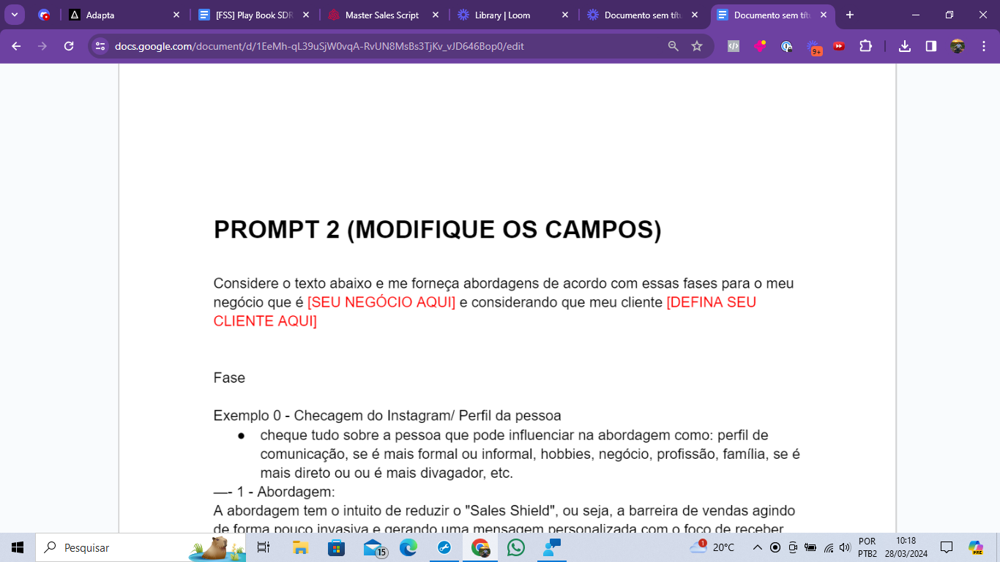 Adapta
[FSS] Play Book SDR
Master Sales Script
Library | Loom
Documento sem títu
Documento sem títu
docs.google.com/document/d/1EeMh-qL39uSjW0vqA-RvUN8MsBs3TjKv_vJD646Bop0/edit
9+
PROMPT 2 (MODIFIQUE OS CAMPOS)
Considere o texto abaixo e me forneça abordagens de acordo com essas fases para o meu
negócio que é [SEU NEGÓCIO AQUI] e considerando que meu cliente [DEFINA SEU
CLIENTE AQUI]
Fase
Exemplo 0 - Checagem do Instagram/ Perfil da pessoa
● cheque tudo sobre a pessoa que pode influenciar na abordagem como: perfil de
comunicação, se é mais formal ou informal, hobbies, negócio, profissão, família, se é
mais direto ou ou é mais divagador, etc.
—- 1 - Abordagem:
A abordagem tem o intuito de reduzir o "Sales Shield", ou seja, a barreira de vendas agindo
de forma pouco invasiva e gerando uma mensagem personalizada com o foco de receber
Pesquisar
15
1
20°C
POR
PTB2
10:18
28/03/2024
PRE